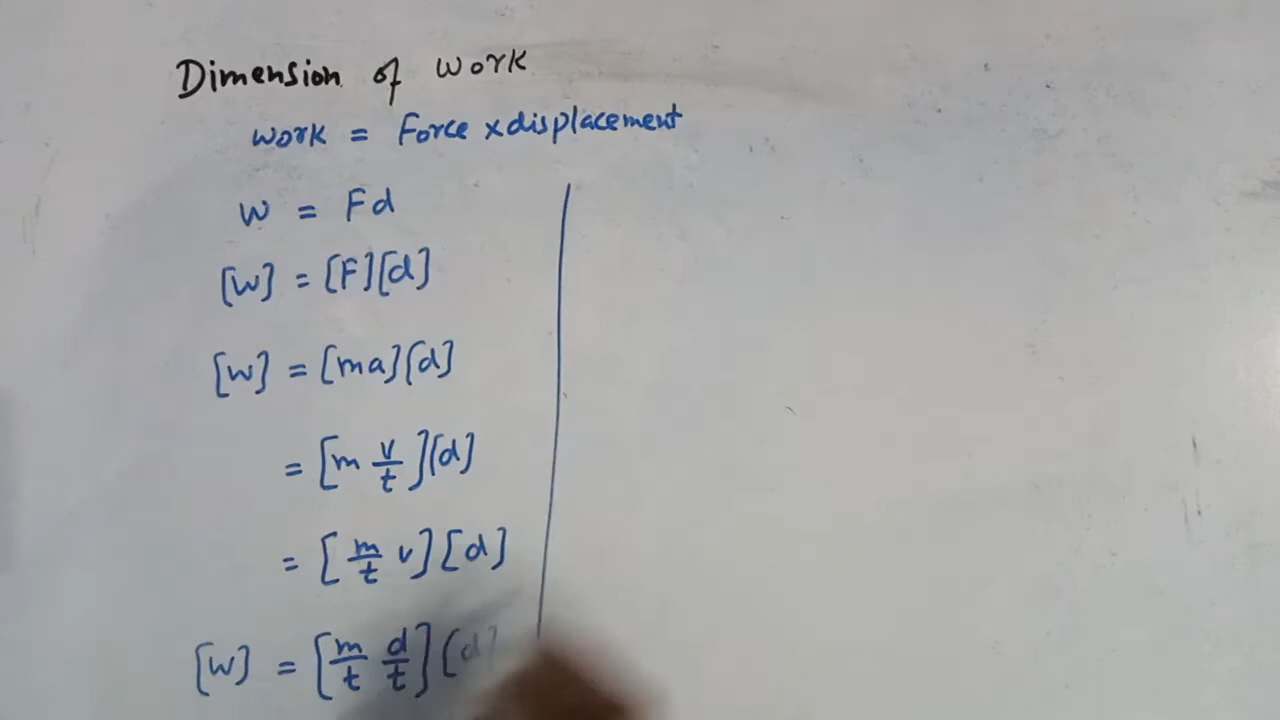 Dimension of work
work = Force x displacement
W = Fd
[W] = [F][d]
[W] = [ma][d]
= [m v/t][d]
= [m/t v][d]
[W] = [m/t d/t][d]